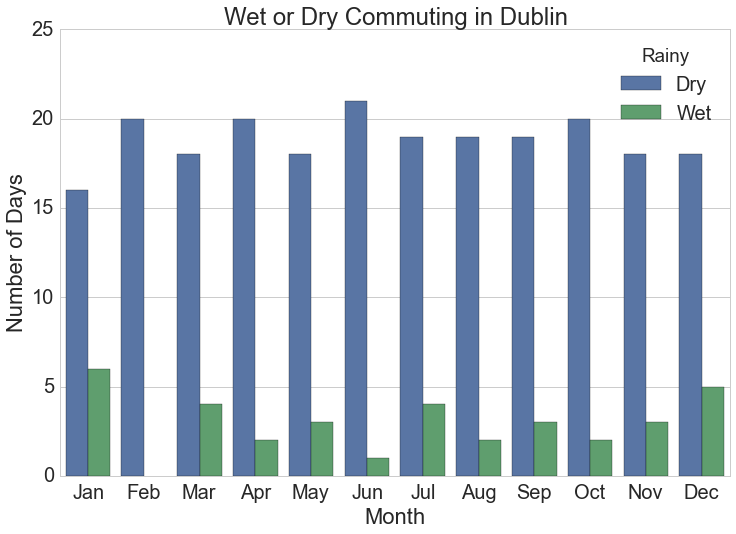 Wet or Dry Commuting in Dublin
25
20
15
10
5
0
Number of Days
Rainy
Dry
Wet
Jan Feb Mar Apr May Jun Jul Aug Sep Oct Nov Dec
Month